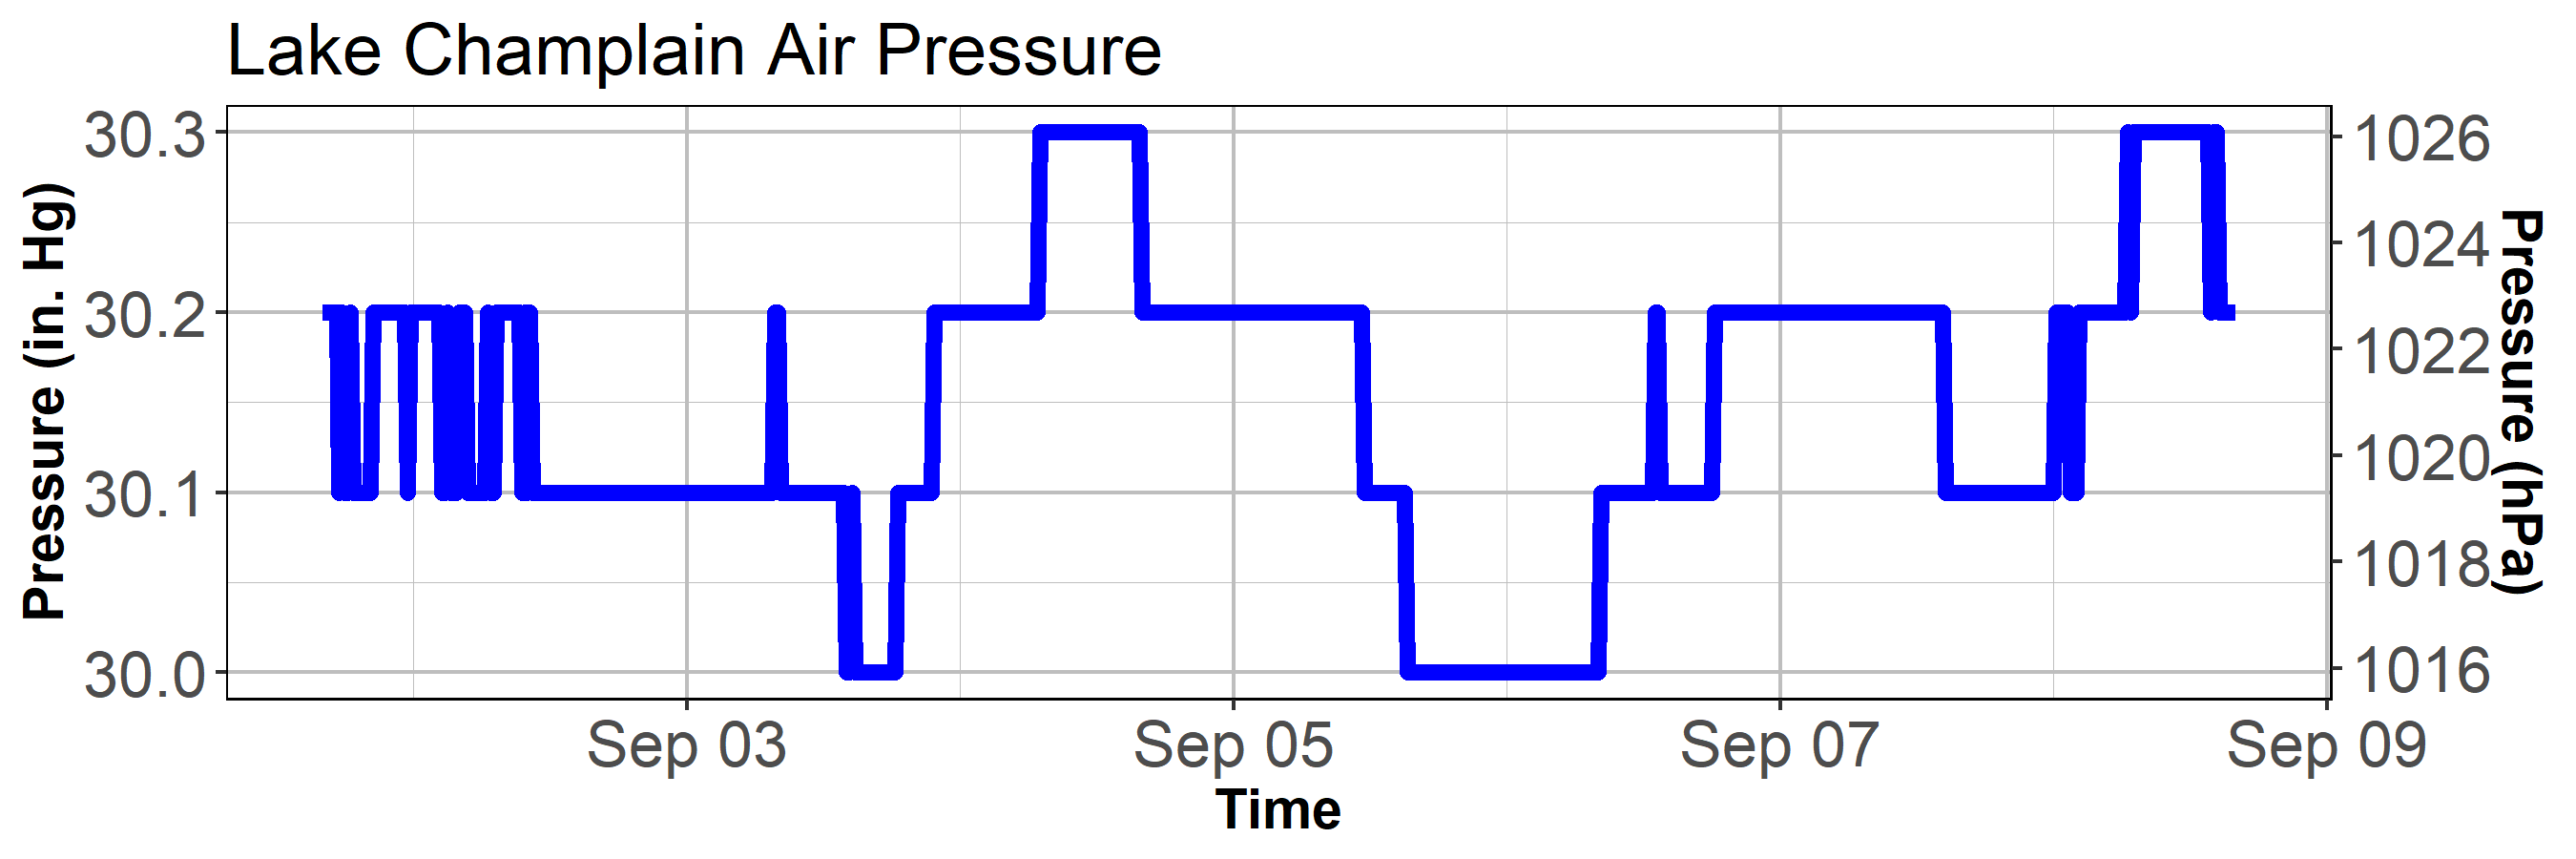 Lake Champlain Air Pressure
Pressure (in. Hg)
30.3
30.2
30.1
30.0
1026
1024
1022
1020
1018
1016
Pressure (hPa)
Sep 03
Sep 05
Sep 07
Sep 09
Time